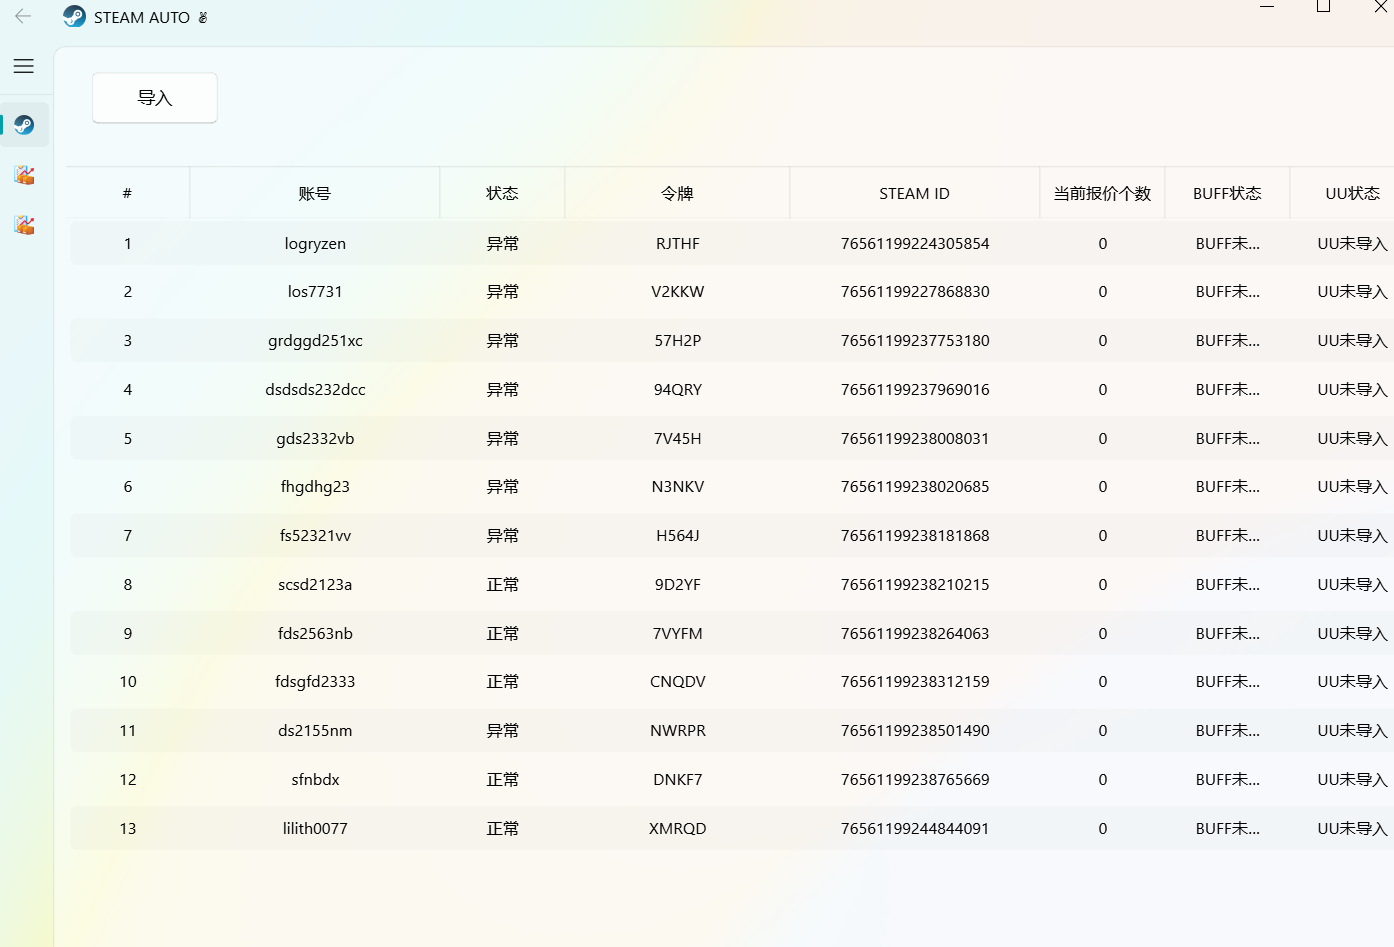 STEAM AUTO ✌
导入
# 账号 状态 令牌 STEAM ID 当前报价个数 BUFF状态 UU状态
1 logryzen 异常 RJTHF 76561199224305854 0 BUFF未... UU未导入
2 los7731 异常 V2KKW 76561199227868830 0 BUFF未... UU未导入
3 grdggd251xc 异常 57H2P 76561199237753180 0 BUFF未... UU未导入
4 dsdsds232dcc 异常 94QRY 76561199237969016 0 BUFF未... UU未导入
5 gds2332vb 异常 7V45H 76561199238008031 0 BUFF未... UU未导入
6 fhgdhg23 异常 N3NKV 76561199238020685 0 BUFF未... UU未导入
7 fs52321vv 异常 H564J 76561199238181868 0 BUFF未... UU未导入
8 scsd2123a 正常 9D2YF 76561199238210215 0 BUFF未... UU未导入
9 fds2563nb 正常 7VYFM 76561199238264063 0 BUFF未... UU未导入
10 fdsgfd2333 正常 CNQDV 76561199238312159 0 BUFF未... UU未导入
11 ds2155nm 异常 NWRPR 76561199238501490 0 BUFF未... UU未导入
12 sfnbdx 正常 DNKF7 76561199238765669 0 BUFF未... UU未导入
13 lilith0077 正常 XMRQD 76561199244844091 0 BUFF未... UU未导入